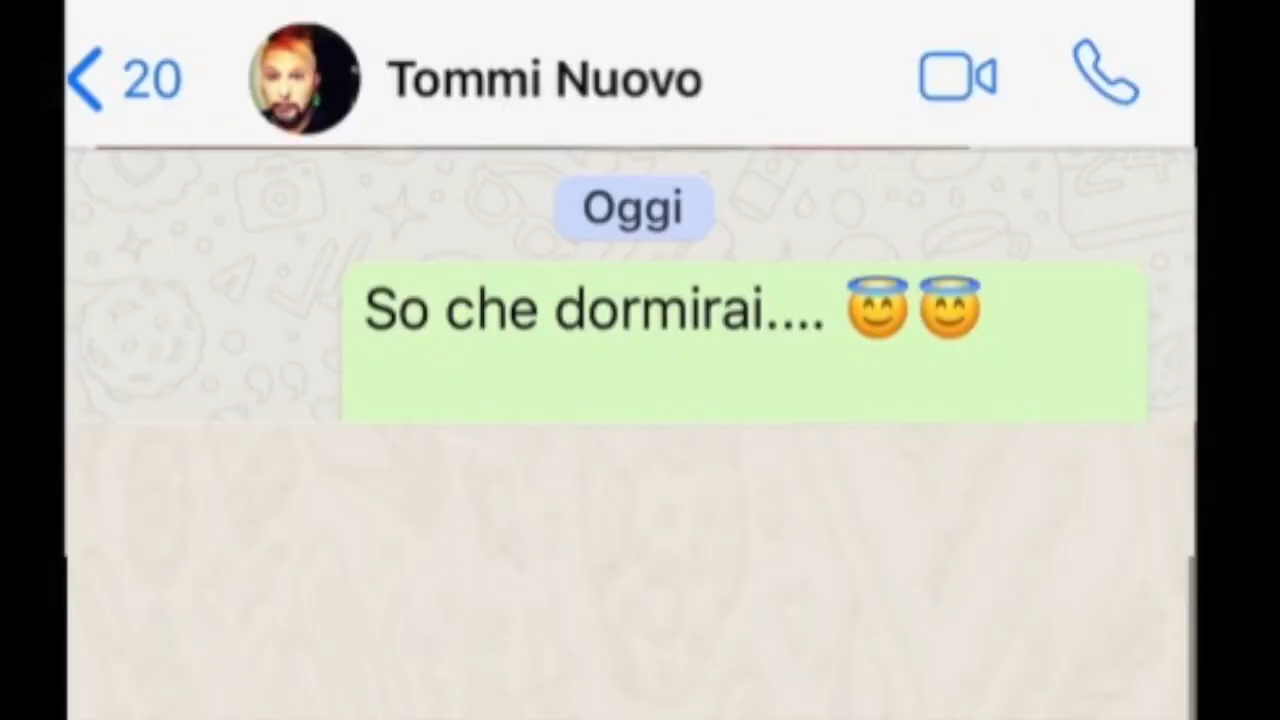 20
Tommi Nuovo
Oggi
So che dormirai.... 😇😇